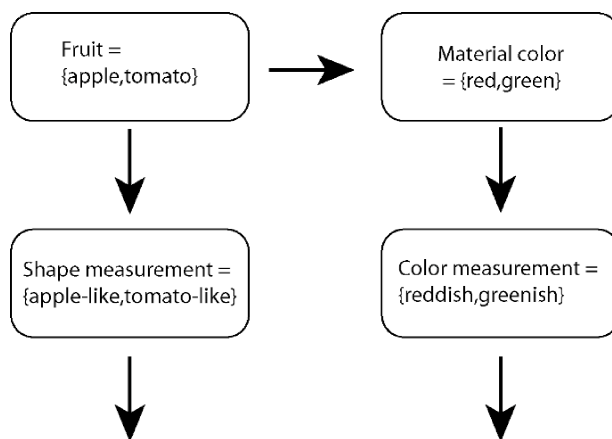 Fruit =
{apple,tomato}
Material color
= {red,green}
Shape measurement =
{apple-like,tomato-like}
Color measurement =
{reddish,greenish}